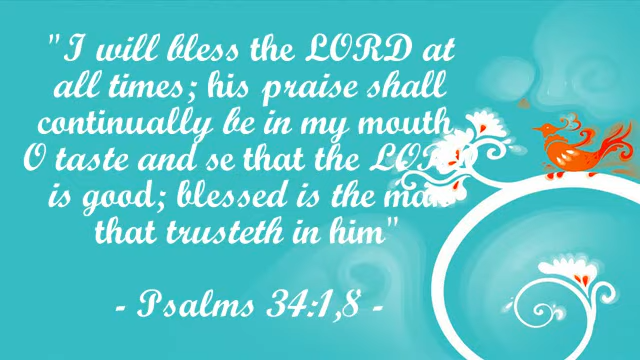 "I will bless the LORD at
all times; his praise shall
continually be in my mouth
O taste and se that the LORD
is good; blessed is the man
that trusteth in him"
- Psalms 34:1,8 -